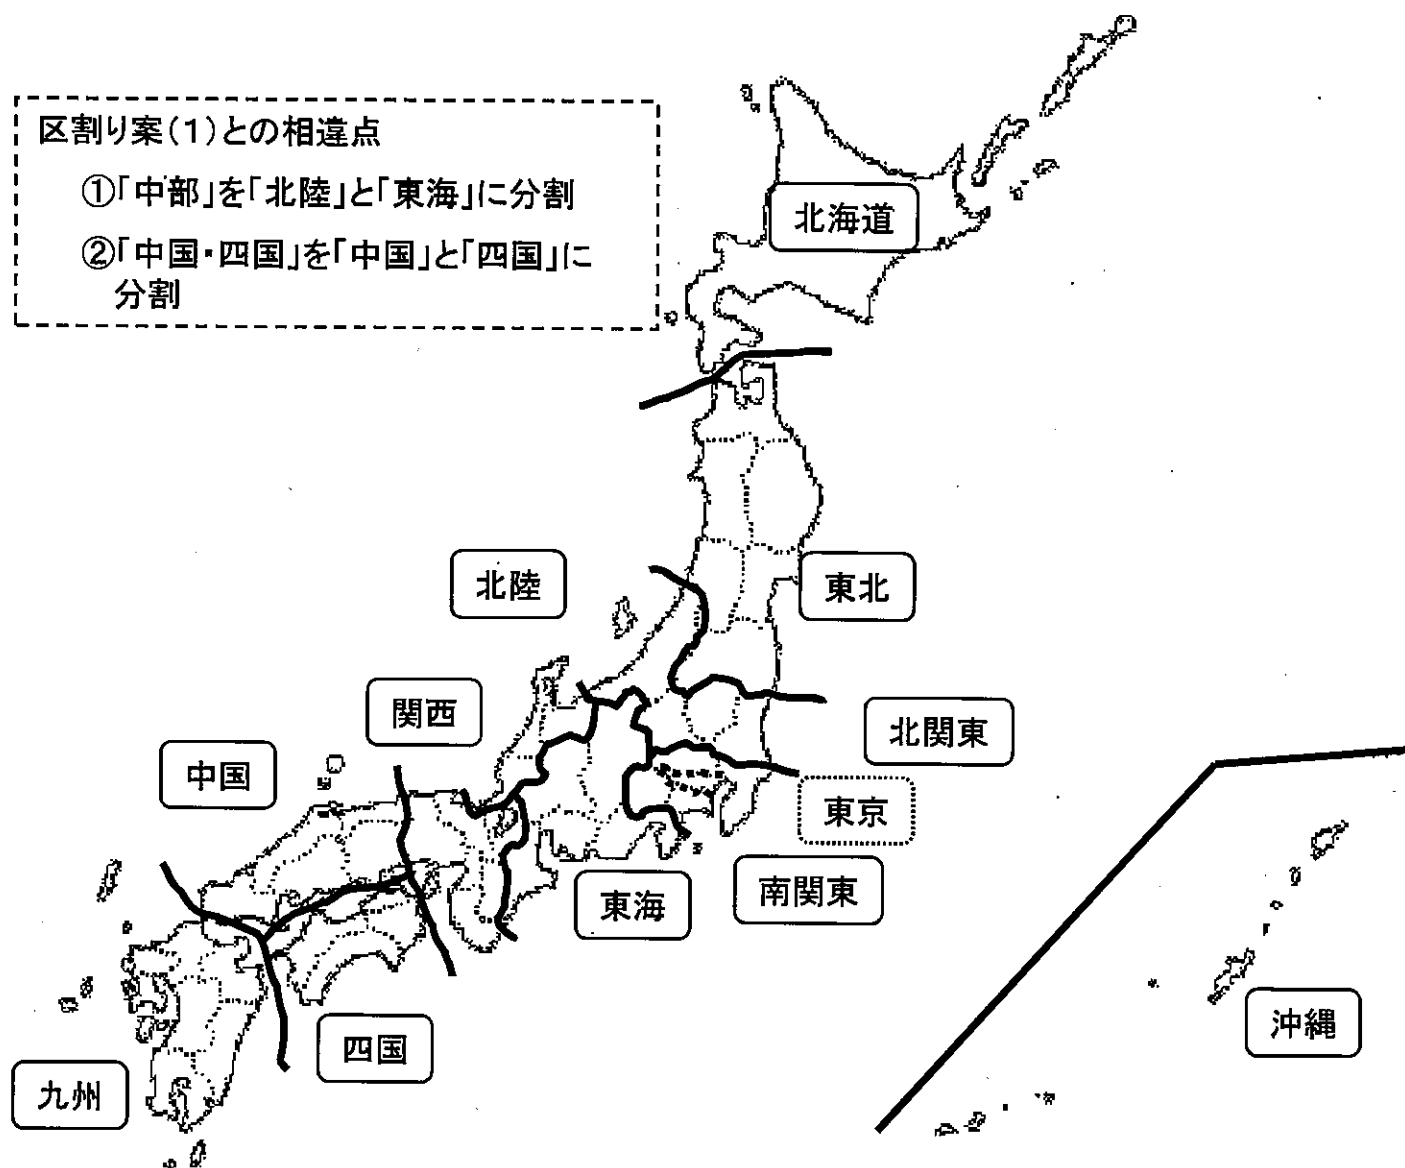 区割り案(1)との相違点
①「中部」を「北陸」と「東海」に分割
②「中国・四国」を「中国」と「四国」に
分割
北海道
北陸
東北
関西
北関東
中国
東京
南関東
東海
沖縄
四国
九州